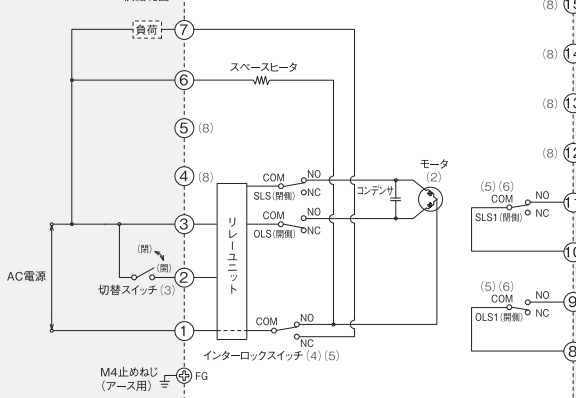 負荷
7
スペースヒータ
6
5 (8)
4 (8)
COM NO
SLS(閉側) NC
コンデンサ
モータ
(2)
3
COM NO
OLS(開側) NC
リレーユニット
AC電源
(閉)
(開)
切替スイッチ(3)
2
1
COM NO
NC
インターロックスイッチ(4)(5)
M4止めねじ
(アース用)
FG
(8)
(8) 14
(8) 13
(8) 12
(5)(6)
COM NO
SLS1(閉側) NC
11
10
(5)(6)
COM NO
OLS1(開側) NC
9
8